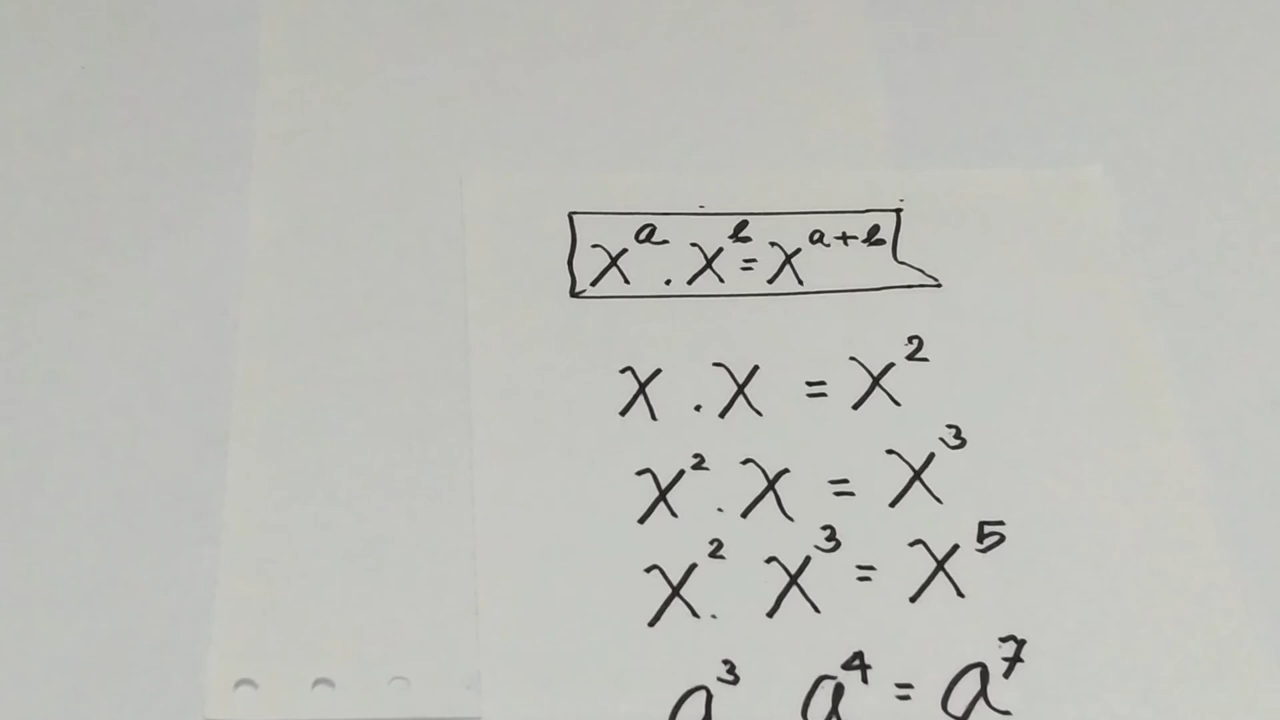 x^a . x^b = x^{a+b}
x . x = x^2
x^2 . x = x^3
x^2 . x^3 = x^5
a^3 a^4 = a^7